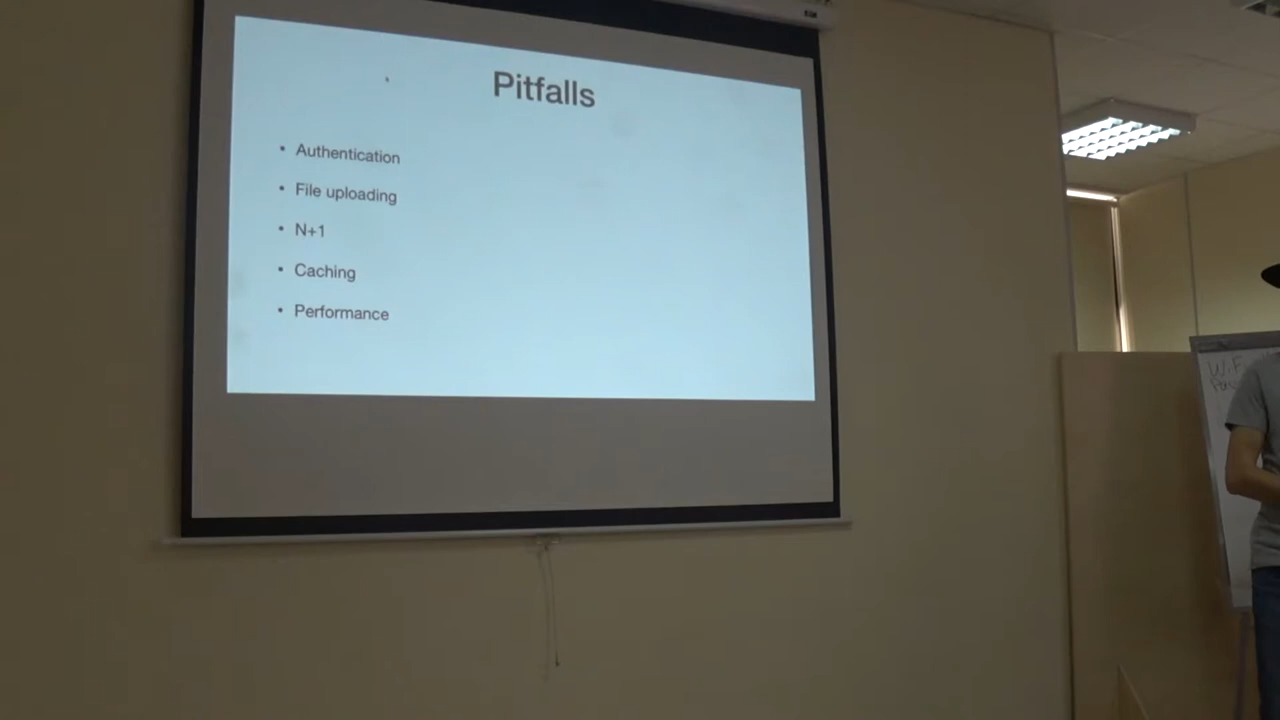 Pitfalls
• Authentication
• File uploading
• N+1
• Caching
• Performance